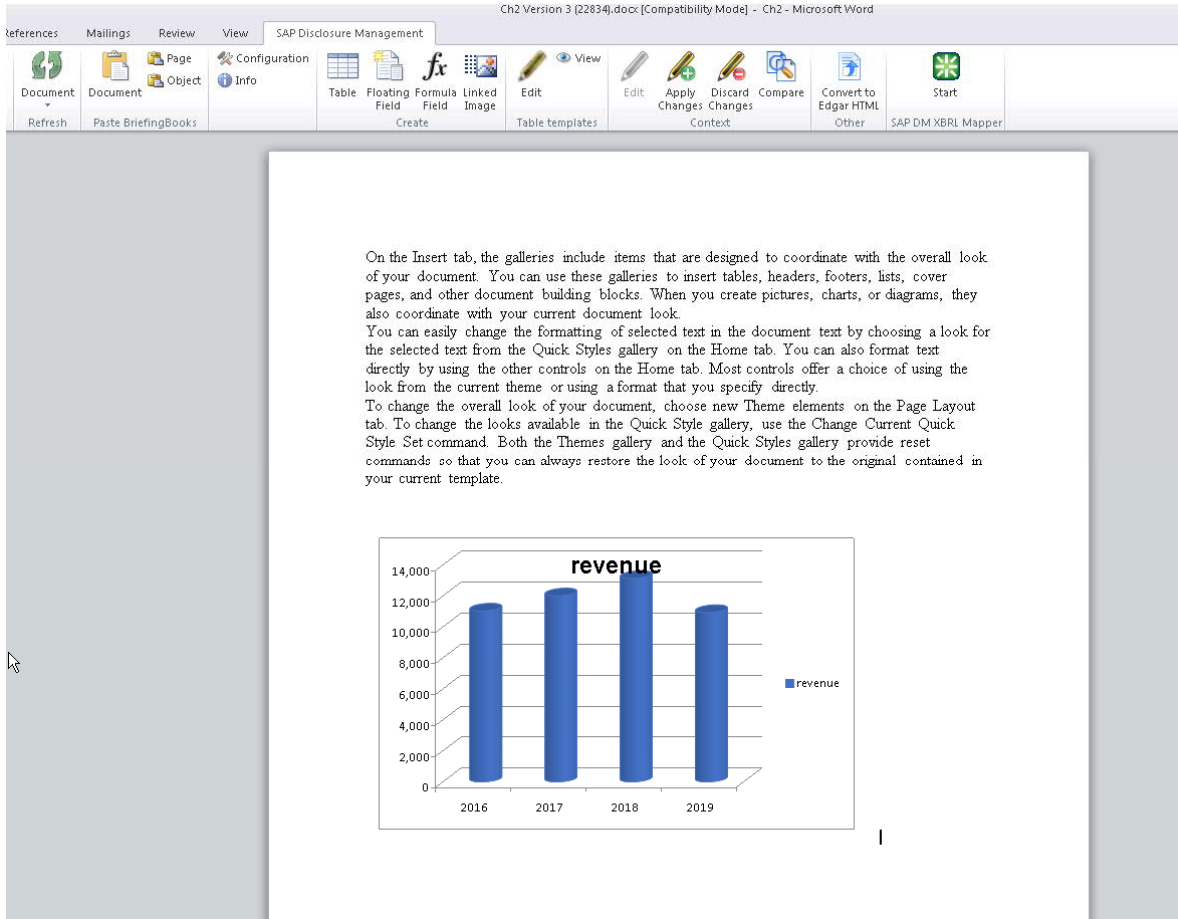 Ch2 Version 3 (22834).docx [Compatibility Mode] - Ch2 - Microsoft Word
References Mailings Review View SAP Disclosure Management
Document
Refresh
Document
Page
Object
Paste BriefingBooks
Configuration
Info
Table
Floating Field
Formula Field
Linked Image
Create
Edit
View
Table templates
Edit
Apply Changes
Discard Changes
Compare
Context
Convert to Edgar HTML
Other
Start
SAP DM XBRL Mapper
On the Insert tab, the galleries include items that are designed to coordinate with the overall look
of your document. You can use these galleries to insert tables, headers, footers, lists, cover
pages, and other document building blocks. When you create pictures, charts, or diagrams, they
also coordinate with your current document look.
You can easily change the formatting of selected text in the document text by choosing a look for
the selected text from the Quick Styles gallery on the Home tab. You can also format text
directly by using the other controls on the Home tab. Most controls offer a choice of using the
look from the current theme or using a format that you specify directly.
To change the overall look of your document, choose new Theme elements on the Page Layout
tab. To change the looks available in the Quick Style gallery, use the Change Current Quick
Style Set command. Both the Themes gallery and the Quick Styles gallery provide reset
commands so that you can always restore the look of your document to the original contained in
your current template.
revenue
14,000
12,000
10,000
8,000
6,000
4,000
2,000
0
2016 2017 2018 2019
revenue